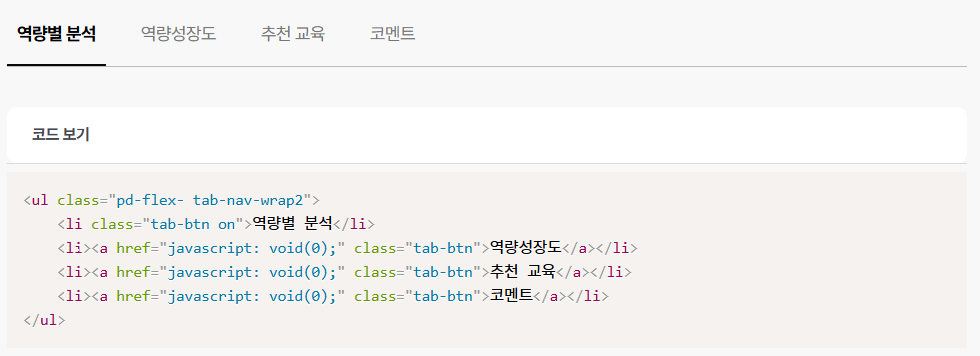 역량별 분석 역량성장도 추천 교육 코멘트
코드 보기
<ul class="pd-flex- tab-nav-wrap2">
    <li class="tab-btn on">역량별 분석</li>
    <li><a href="javascript: void(0);" class="tab-btn">역량성장도</a></li>
    <li><a href="javascript: void(0);" class="tab-btn">추천 교육</a></li>
    <li><a href="javascript: void(0);" class="tab-btn">코멘트</a></li>
</ul>